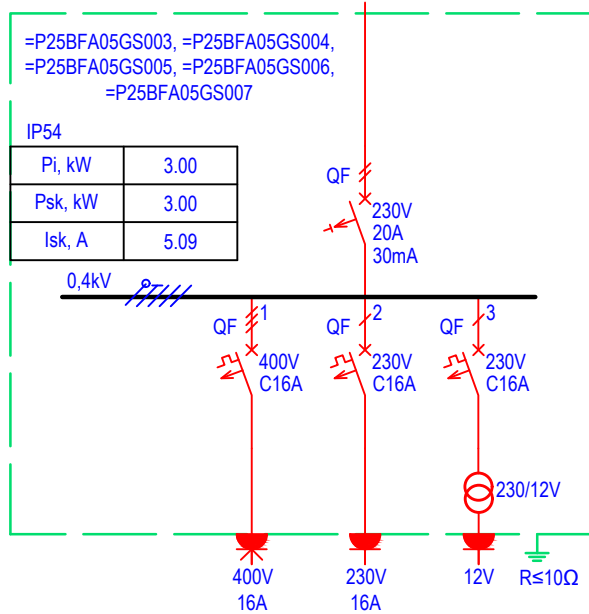 =P25BFA05GS003, =P25BFA05GS004,
=P25BFA05GS005, =P25BFA05GS006,
=P25BFA05GS007
IP54
Pi, kW 3.00
Psk, kW 3.00
Isk, A 5.09
QF
230V
20A
30mA
0,4kV
1 2 3
QF QF QF
400V 230V 230V
C16A C16A C16A
230/12V
400V 230V 12V R≤10Ω
16A 16A